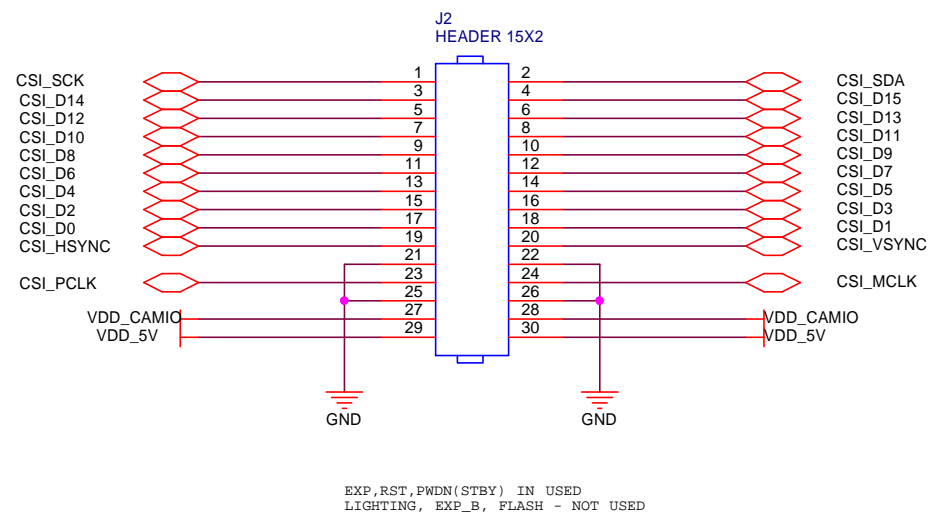 J2
HEADER 15X2
CSI_SCK 1 2 CSI_SDA
CSI_D14 3 4 CSI_D15
CSI_D12 5 6 CSI_D13
CSI_D10 7 8 CSI_D11
CSI_D8 9 10 CSI_D9
CSI_D6 11 12 CSI_D7
CSI_D4 13 14 CSI_D5
CSI_D2 15 16 CSI_D3
CSI_D0 17 18 CSI_D1
CSI_HSYNC 19 20 CSI_VSYNC
21 22
CSI_PCLK 23 24 CSI_MCLK
25 26
VDD_CAMIO 27 28 VDD_CAMIO
VDD_5V 29 30 VDD_5V
GND GND
EXP,RST,PWDN(STBY) IN USED
LIGHTING, EXP_B, FLASH - NOT USED